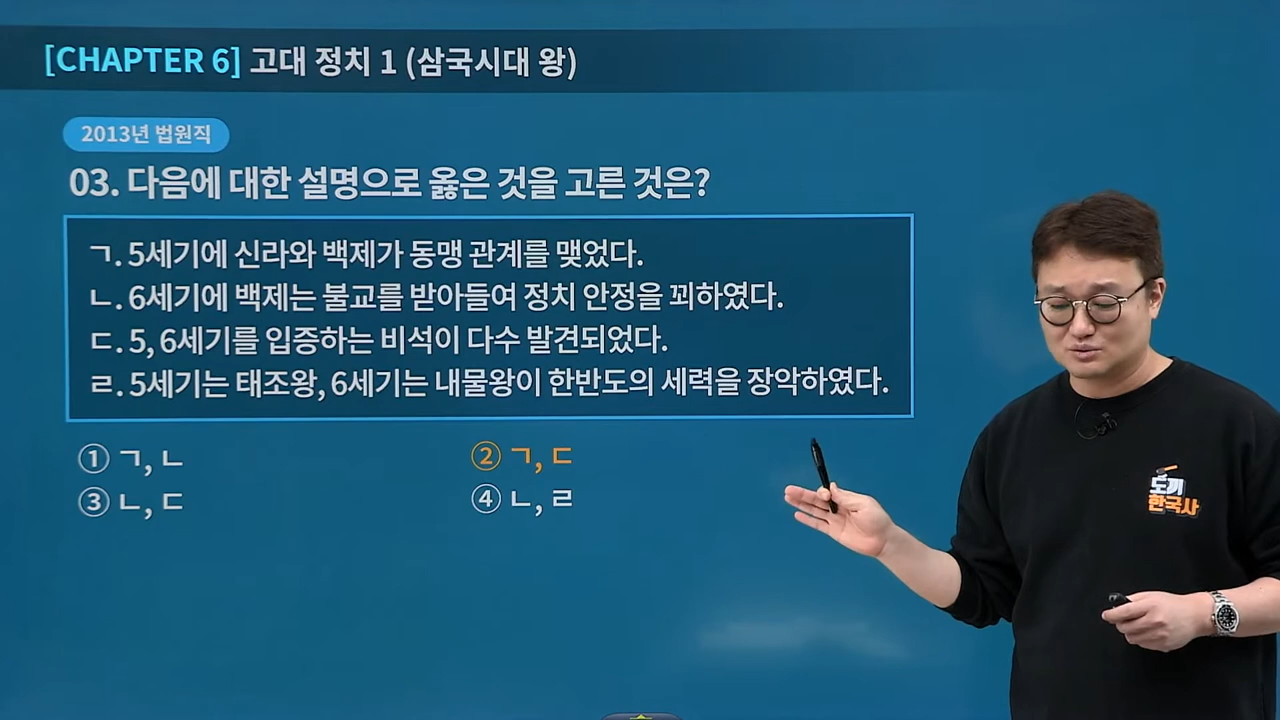 [CHAPTER 6] 고대 정치 1 (삼국시대 왕)
2013년 법원직
03. 다음에 대한 설명으로 옳은 것을 고른 것은?
ㄱ. 5세기에 신라와 백제가 동맹 관계를 맺었다.
ㄴ. 6세기에 백제는 불교를 받아들여 정치 안정을 꾀하였다.
ㄷ. 5, 6세기를 입증하는 비석이 다수 발견되었다.
ㄹ. 5세기는 태조왕, 6세기는 내물왕이 한반도의 세력을 장악하였다.
① ㄱ, ㄴ
② ㄱ, ㄷ
③ ㄴ, ㄷ
④ ㄴ, ㄹ
도끼
한국사